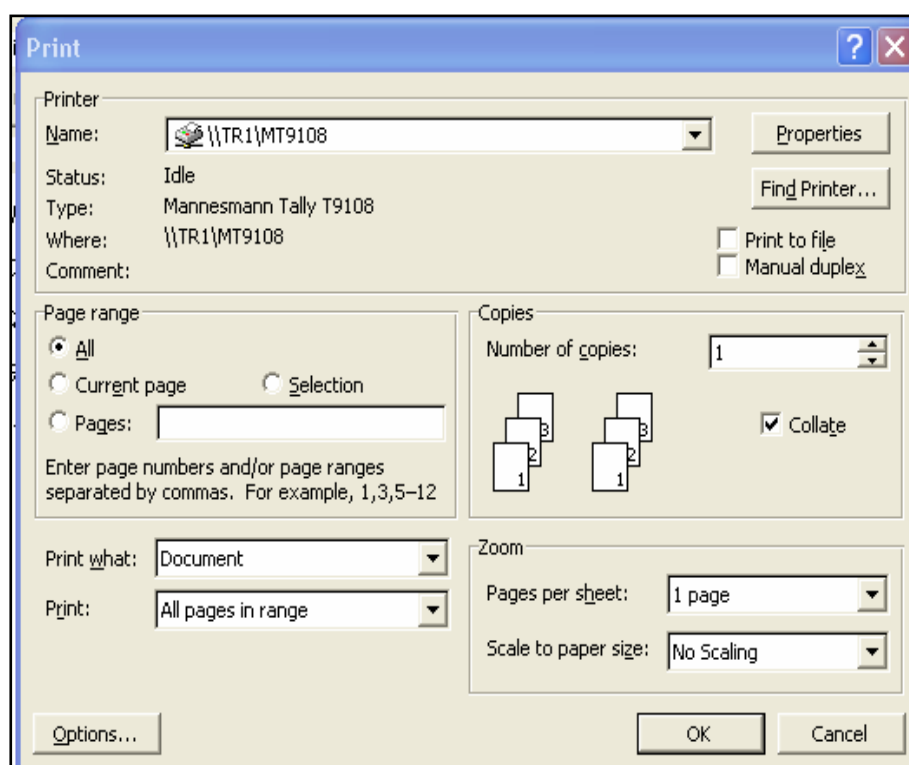 Print
Printer
Name: \\TR1\MT9108 Properties
Status: Idle Find Printer...
Type: Mannesmann Tally T9108
Where: \\TR1\MT9108 Print to file
Comment: Manual duplex
Page range
All
Current page Selection
Pages:
Enter page numbers and/or page ranges
separated by commas. For example, 1,3,5–12
Copies
Number of copies: 1
3 3
2 2
1 1
Collate
Print what: Document
Print: All pages in range
Zoom
Pages per sheet: 1 page
Scale to paper size: No Scaling
Options... OK Cancel